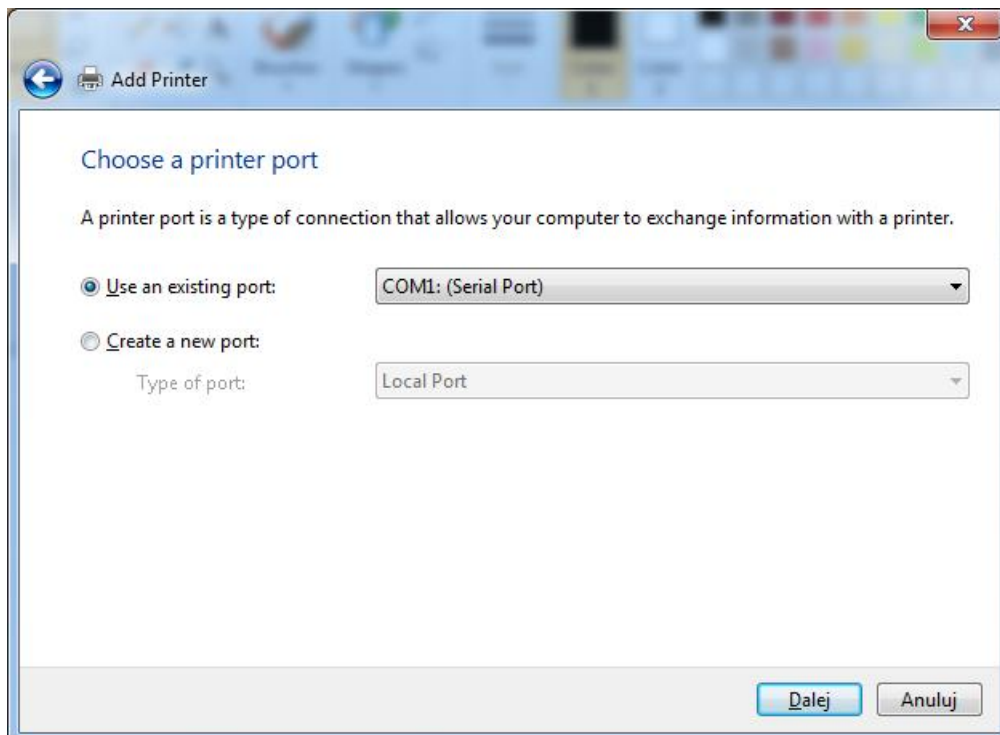 Add Printer
Choose a printer port
A printer port is a type of connection that allows your computer to exchange information with a printer.
Use an existing port: COM1: (Serial Port)
Create a new port:
Type of port: Local Port
Dalej Anuluj